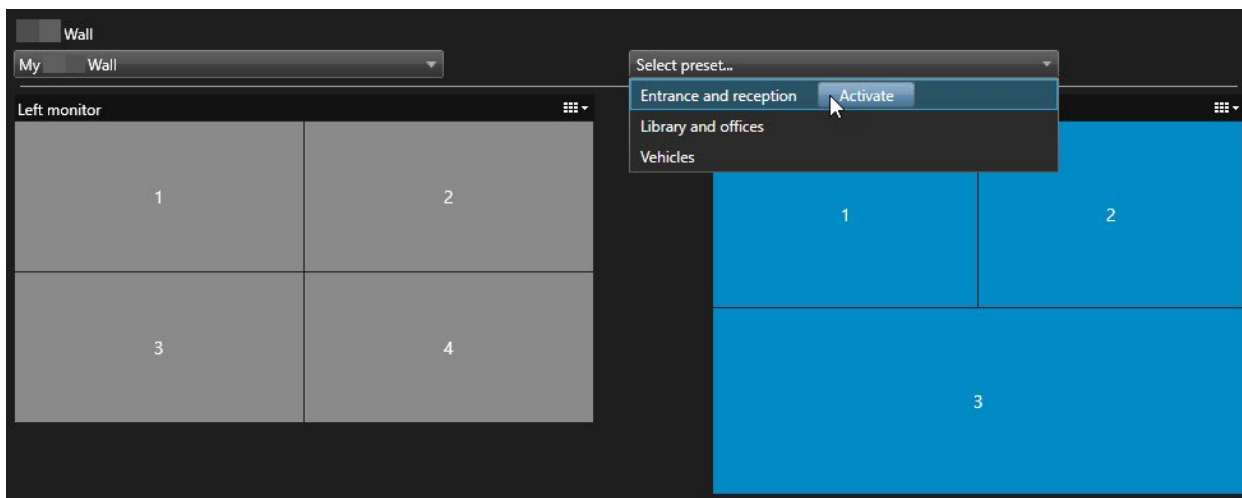 Wall
My Wall
Select preset...
Entrance and reception Activate
Library and offices
Vehicles
Left monitor
1 2
3 4
1 2
3